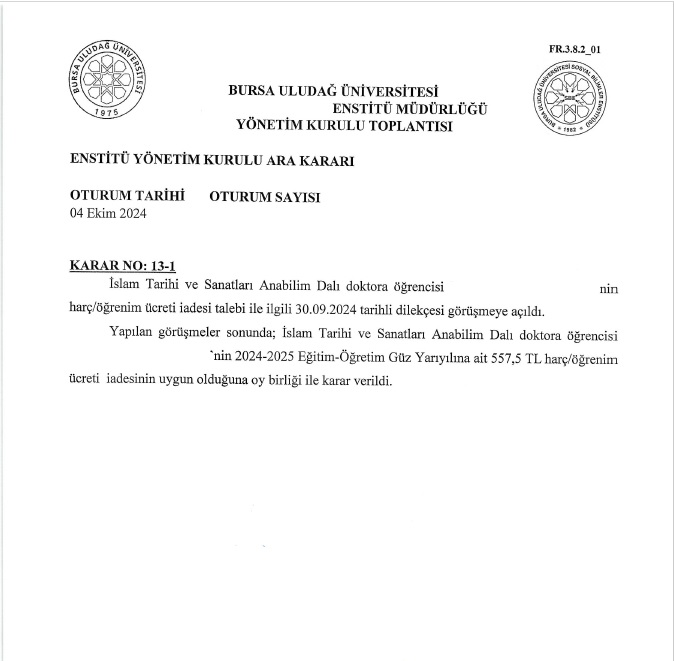 FR.3.8.2_01
BURSA ULUDAĞ ÜNİVERSİTESİ
1975
BURSA ULUDAĞ ÜNİVERSİTESİ SOSYAL BİLİMLER ENSTİTÜSÜ
1982
BURSA ULUDAĞ ÜNİVERSİTESİ
ENSTİTÜ MÜDÜRLÜĞÜ
YÖNETİM KURULU TOPLANTISI
ENSTİTÜ YÖNETİM KURULU ARA KARARI
OTURUM TARİHİ OTURUM SAYISI
04 Ekim 2024
KARAR NO: 13-1
İslam Tarihi ve Sanatları Anabilim Dalı doktora öğrencisi nin
harç/öğrenim ücreti iadesi talebi ile ilgili 30.09.2024 tarihli dilekçesi görüşmeye açıldı.
Yapılan görüşmeler sonunda; İslam Tarihi ve Sanatları Anabilim Dalı doktora öğrencisi
`nin 2024-2025 Eğitim-Öğretim Güz Yarıyılına ait 557,5 TL harç/öğrenim
ücreti iadesinin uygun olduğuna oy birliği ile karar verildi.